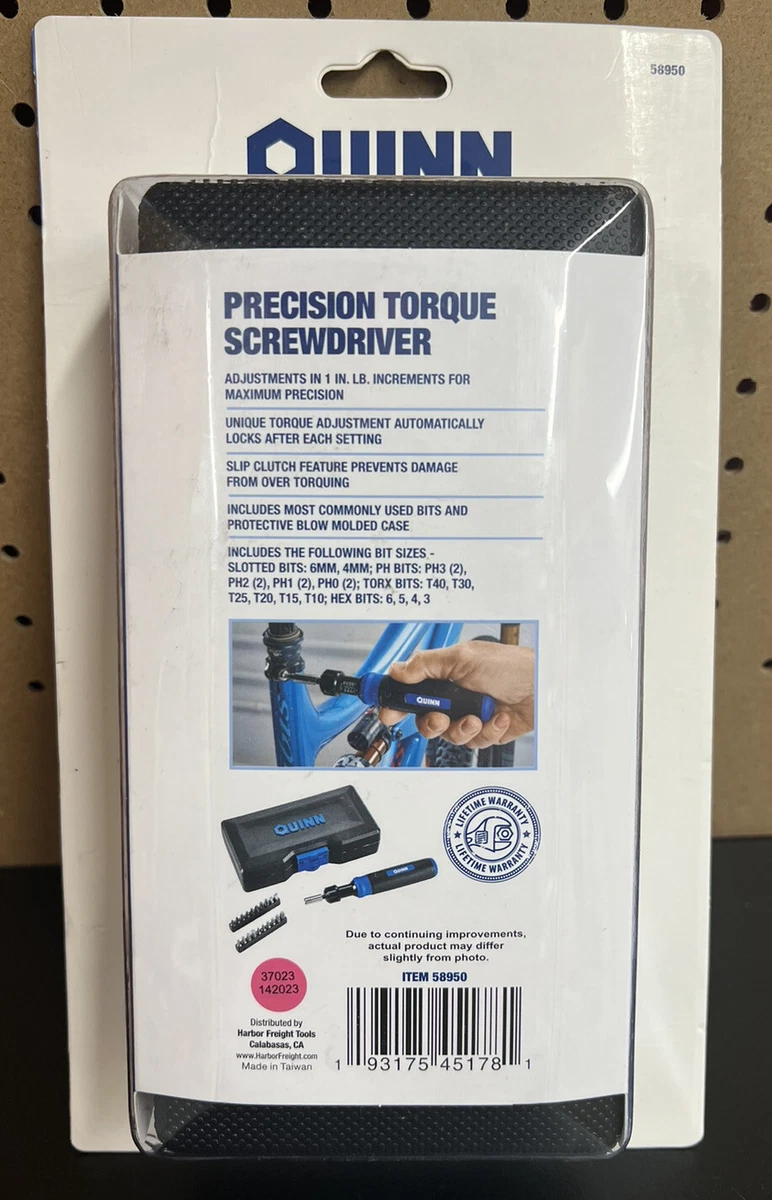 58950
QUINN
PRECISION TORQUE
SCREWDRIVER
ADJUSTMENTS IN 1 IN. LB. INCREMENTS FOR
MAXIMUM PRECISION
UNIQUE TORQUE ADJUSTMENT AUTOMATICALLY
LOCKS AFTER EACH SETTING
SLIP CLUTCH FEATURE PREVENTS DAMAGE
FROM OVER TORQUING
INCLUDES MOST COMMONLY USED BITS AND
PROTECTIVE BLOW MOLDED CASE
INCLUDES THE FOLLOWING BIT SIZES -
SLOTTED BITS: 6MM, 4MM; PH BITS: PH3 (2),
PH2 (2), PH1 (2), PH0 (2); TORX BITS: T40, T30,
T25, T20, T15, T10; HEX BITS: 6, 5, 4, 3
QUINN
QUINN
QUINN
LIFETIME WARRANTY
LIFETIME WARRANTY
Due to continuing improvements,
actual product may differ
slightly from photo.
ITEM 58950
37023
142023
Distributed by
Harbor Freight Tools
Calabasas, CA
www.HarborFreight.com
Made in Taiwan
1 93175 45178 1